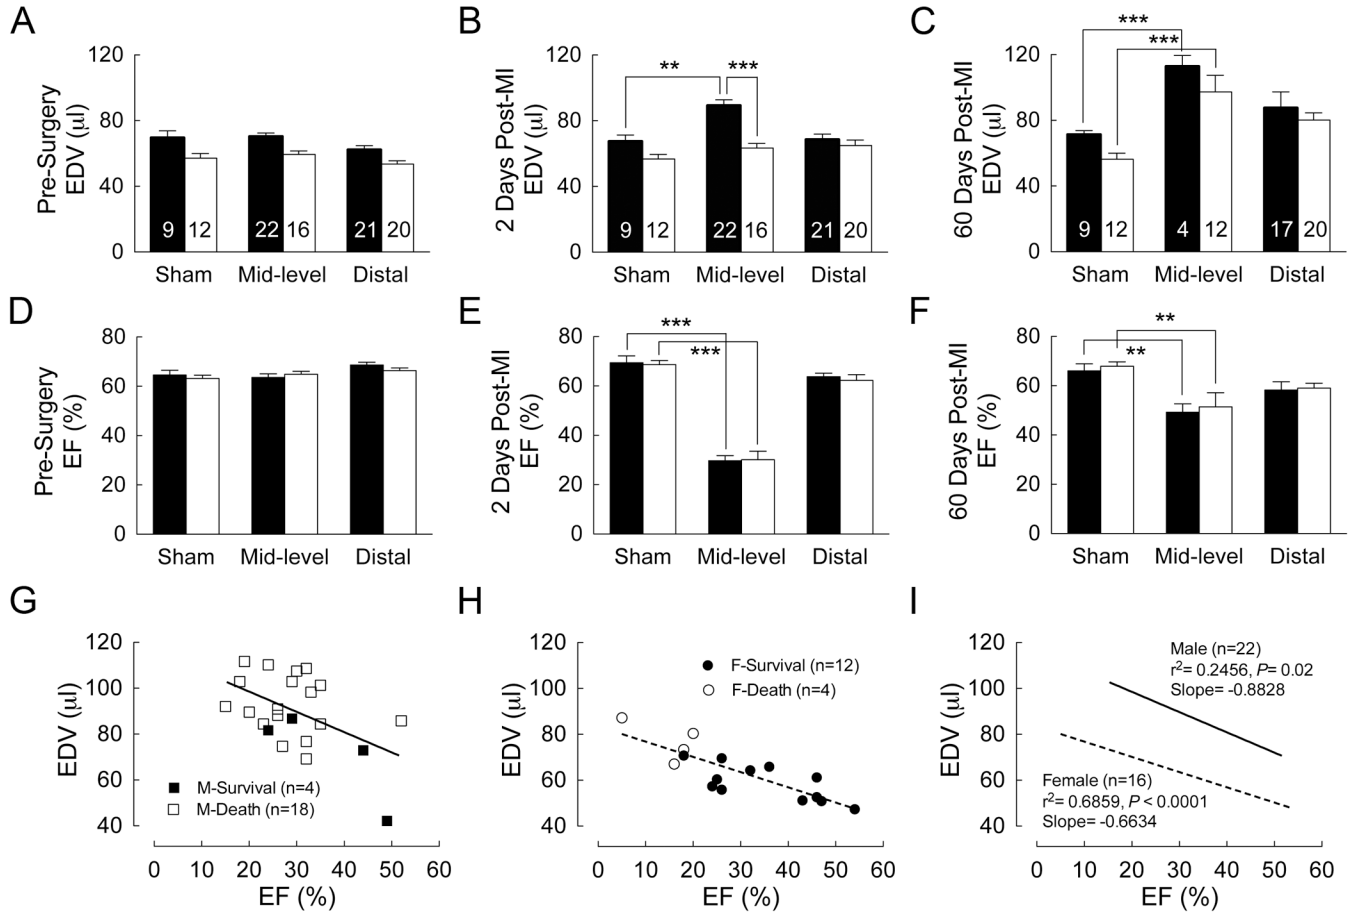 A
Pre-Surgery
EDV (μl)
120
80
40
0
9 12 22 16 21 20
Sham Mid-level Distal
B
2 Days Post-MI
EDV (μl)
120
80
40
0
** ***
9 12 22 16 21 20
Sham Mid-level Distal
C
60 Days Post-MI
EDV (μl)
120
80
40
0
***
***
9 12 4 12 17 20
Sham Mid-level Distal
D
Pre-Surgery
EF (%)
80
60
40
20
0
Sham Mid-level Distal
E
2 Days Post-MI
EF (%)
80
60
40
20
0
***
***
Sham Mid-level Distal
F
60 Days Post-MI
EF (%)
80
60
40
20
0
**
**
Sham Mid-level Distal
G
EDV (μl)
120
100
80
60
40
M-Survival (n=4)
M-Death (n=18)
0 10 20 30 40 50 60
EF (%)
H
EDV (μl)
120
100
80
60
40
F-Survival (n=12)
F-Death (n=4)
0 10 20 30 40 50 60
EF (%)
I
EDV (μl)
120
100
80
60
40
Male (n=22)
r²= 0.2456, P= 0.02
Slope= -0.8828
Female (n=16)
r²= 0.6859, P < 0.0001
Slope= -0.6634
0 10 20 30 40 50 60
EF (%)